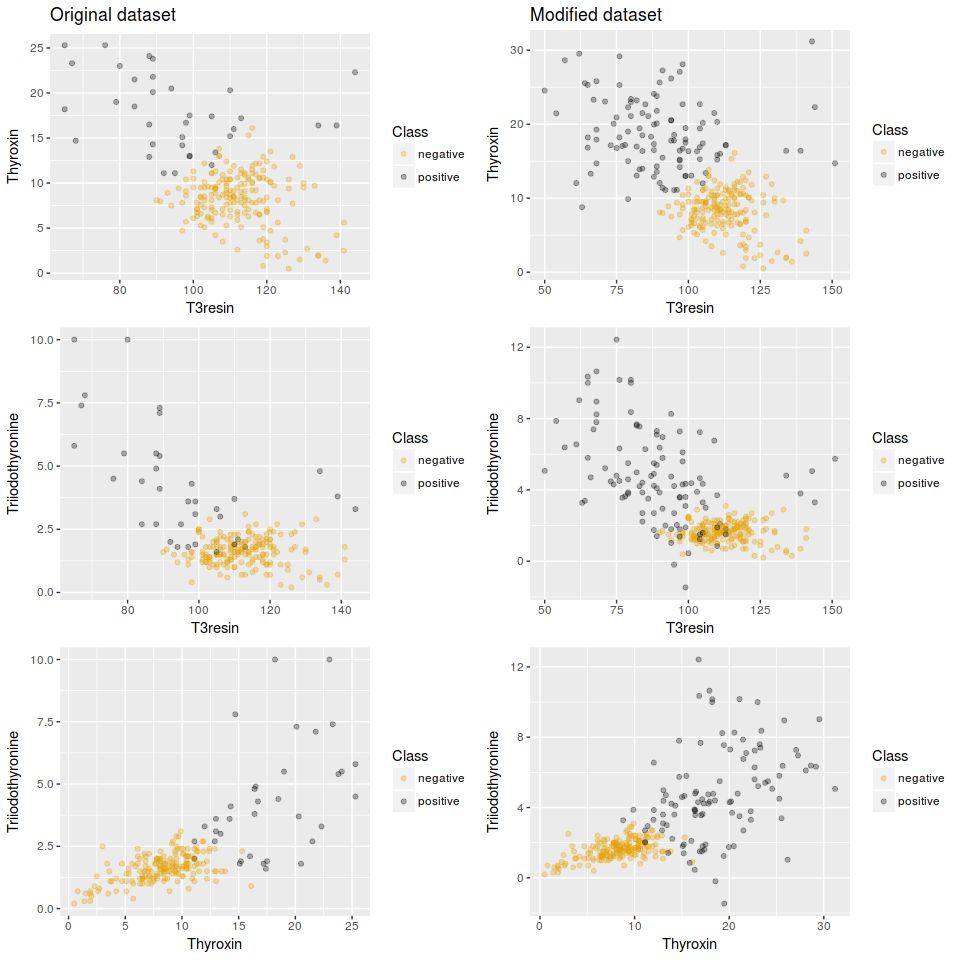 Original dataset
Modified dataset
Thyroxin
25
20
15
10
5
0
80
100
120
140
T3resin
Class
negative
positive
Thyroxin
30
20
10
0
50
75
100
125
150
T3resin
Class
negative
positive
Triiodothyronine
10.0
7.5
5.0
2.5
0.0
80
100
120
140
T3resin
Class
negative
positive
Triiodothyronine
12
8
4
0
50
75
100
125
150
T3resin
Class
negative
positive
Triiodothyronine
10.0
7.5
5.0
2.5
0.0
0
5
10
15
20
25
Thyroxin
Class
negative
positive
Triiodothyronine
12
8
4
0
0
10
20
30
Thyroxin
Class
negative
positive